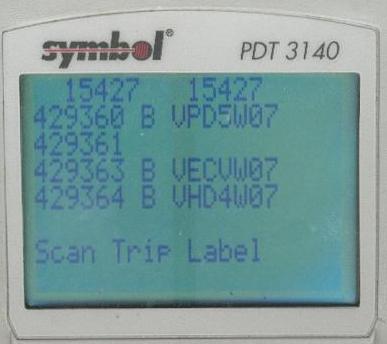 symbol® PDT 3140
15427 15427
429360 B VPD5W07
429361
429363 B VECVW07
429364 B VHD4W07
Scan Trip Label